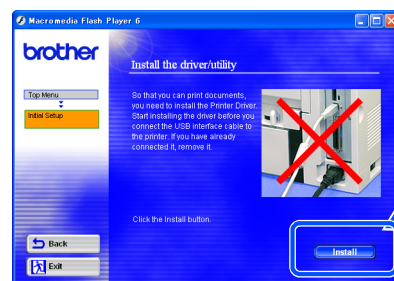 Macromedia Flash Player 6
brother
Install the driver/utility
Top Menu
Initial Setup
So that you can print documents,
you need to install the Printer Driver.
Start installing the driver before you
connect the USB interface cable to
the printer. If you have already
connected it, remove it.
Click the Install button.
Back
Install
Exit